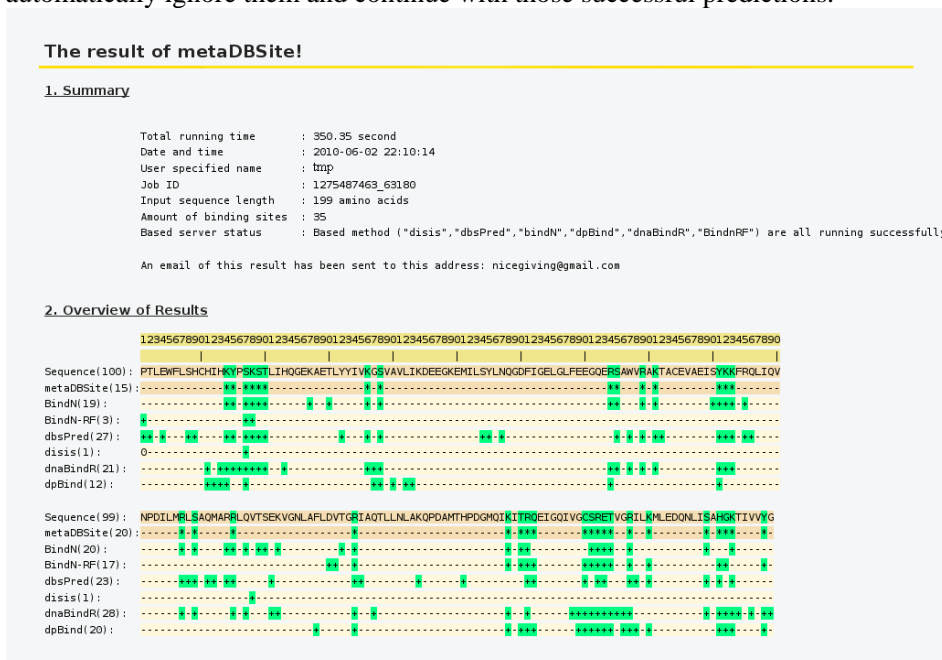 automatically ignore them and continue with those successful predictions.
The result of metaDBSite!
1. Summary
Total running time : 350.35 second
Date and time : 2010-06-02 22:10:14
User specified name : tmp
Job ID : 1275487463_63180
Input sequence length : 199 amino acids
Amount of binding sites : 35
Based server status : Based method ("disis","dbsPred","bindN","dpBind","dnaBindR","BindnRF") are all running successfully
An email of this result has been sent to this address: nicegiving@gmail.com
2. Overview of Results
1234567890123456789012345678901234567890123456789012345678901234567890123456789012345678901234567890
Sequence(100): PTLEWFLSHCHIHKYPSKSTLIHQGEKAETLYYIVKGSVAVLIKDEEGKEMILSYLNQGDFIGELGLFEEGQERSAWVRAKTACEVAEISYKKFRQLIQV
metaDBSite(15):
BindN(19):
BindN-RF(3):
dbsPred(27):
disis(1):
dnaBindR(21):
dpBind(12):
Sequence(99): NPDILMRLSAQMARRLQVTSEKVGNLAFLDVTGRIAQTLLNLAKQPDAMTHPDGMQIKITRQEIGQIVGCSRETVGRILKMLEDQNLISAHGKTIVVYG
metaDBSite(20):
BindN(20):
BindN-RF(17):
dbsPred(23):
disis(1):
dnaBindR(28):
dpBind(20):